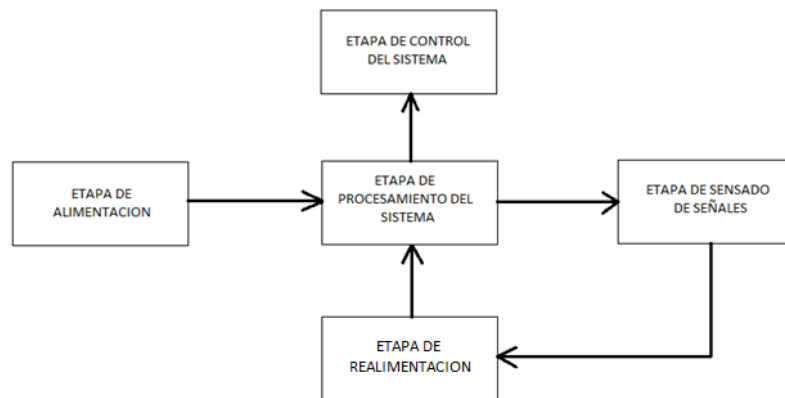 ETAPA DE CONTROL
DEL SISTEMA
ETAPA DE
ALIMENTACION
ETAPA DE
PROCESAMIENTO DEL
SISTEMA
ETAPA DE SENSADO
DE SEÑALES
ETAPA DE
REALIMENTACION